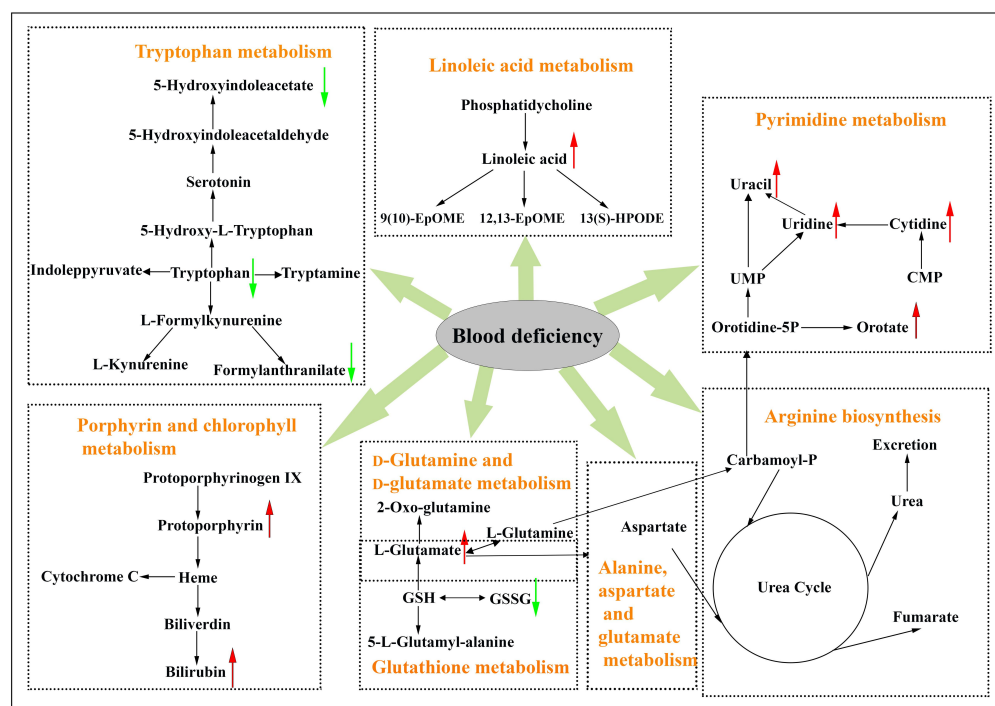 Tryptophan metabolism
5-Hydroxyindoleacetate
5-Hydroxyindoleacetaldehyde
Serotonin
5-Hydroxy-L-Tryptophan
Indoleppyruvate
Tryptophan
Tryptamine
L-Formylkynurenine
L-Kynurenine
Formylanthranilate
Linoleic acid metabolism
Phosphatidycholine
Linoleic acid
9(10)-EpOME
12,13-EpOME
13(S)-HPODE
Pyrimidine metabolism
Uracil
Uridine
Cytidine
UMP
CMP
Orotidine-5P
Orotate
Blood deficiency
Porphyrin and chlorophyll
metabolism
Protoporphyrinogen IX
Protoporphyrin
Cytochrome C
Heme
Biliverdin
Bilirubin
D-Glutamine and
D-glutamate metabolism
2-Oxo-glutamine
L-Glutamine
L-Glutamate
GSH
GSSG
5-L-Glutamyl-alanine
Glutathione metabolism
Aspartate
Alanine,
aspartate
and
glutamate
metabolism
Arginine biosynthesis
Excretion
Carbamoyl-P
Urea
Urea Cycle
Fumarate